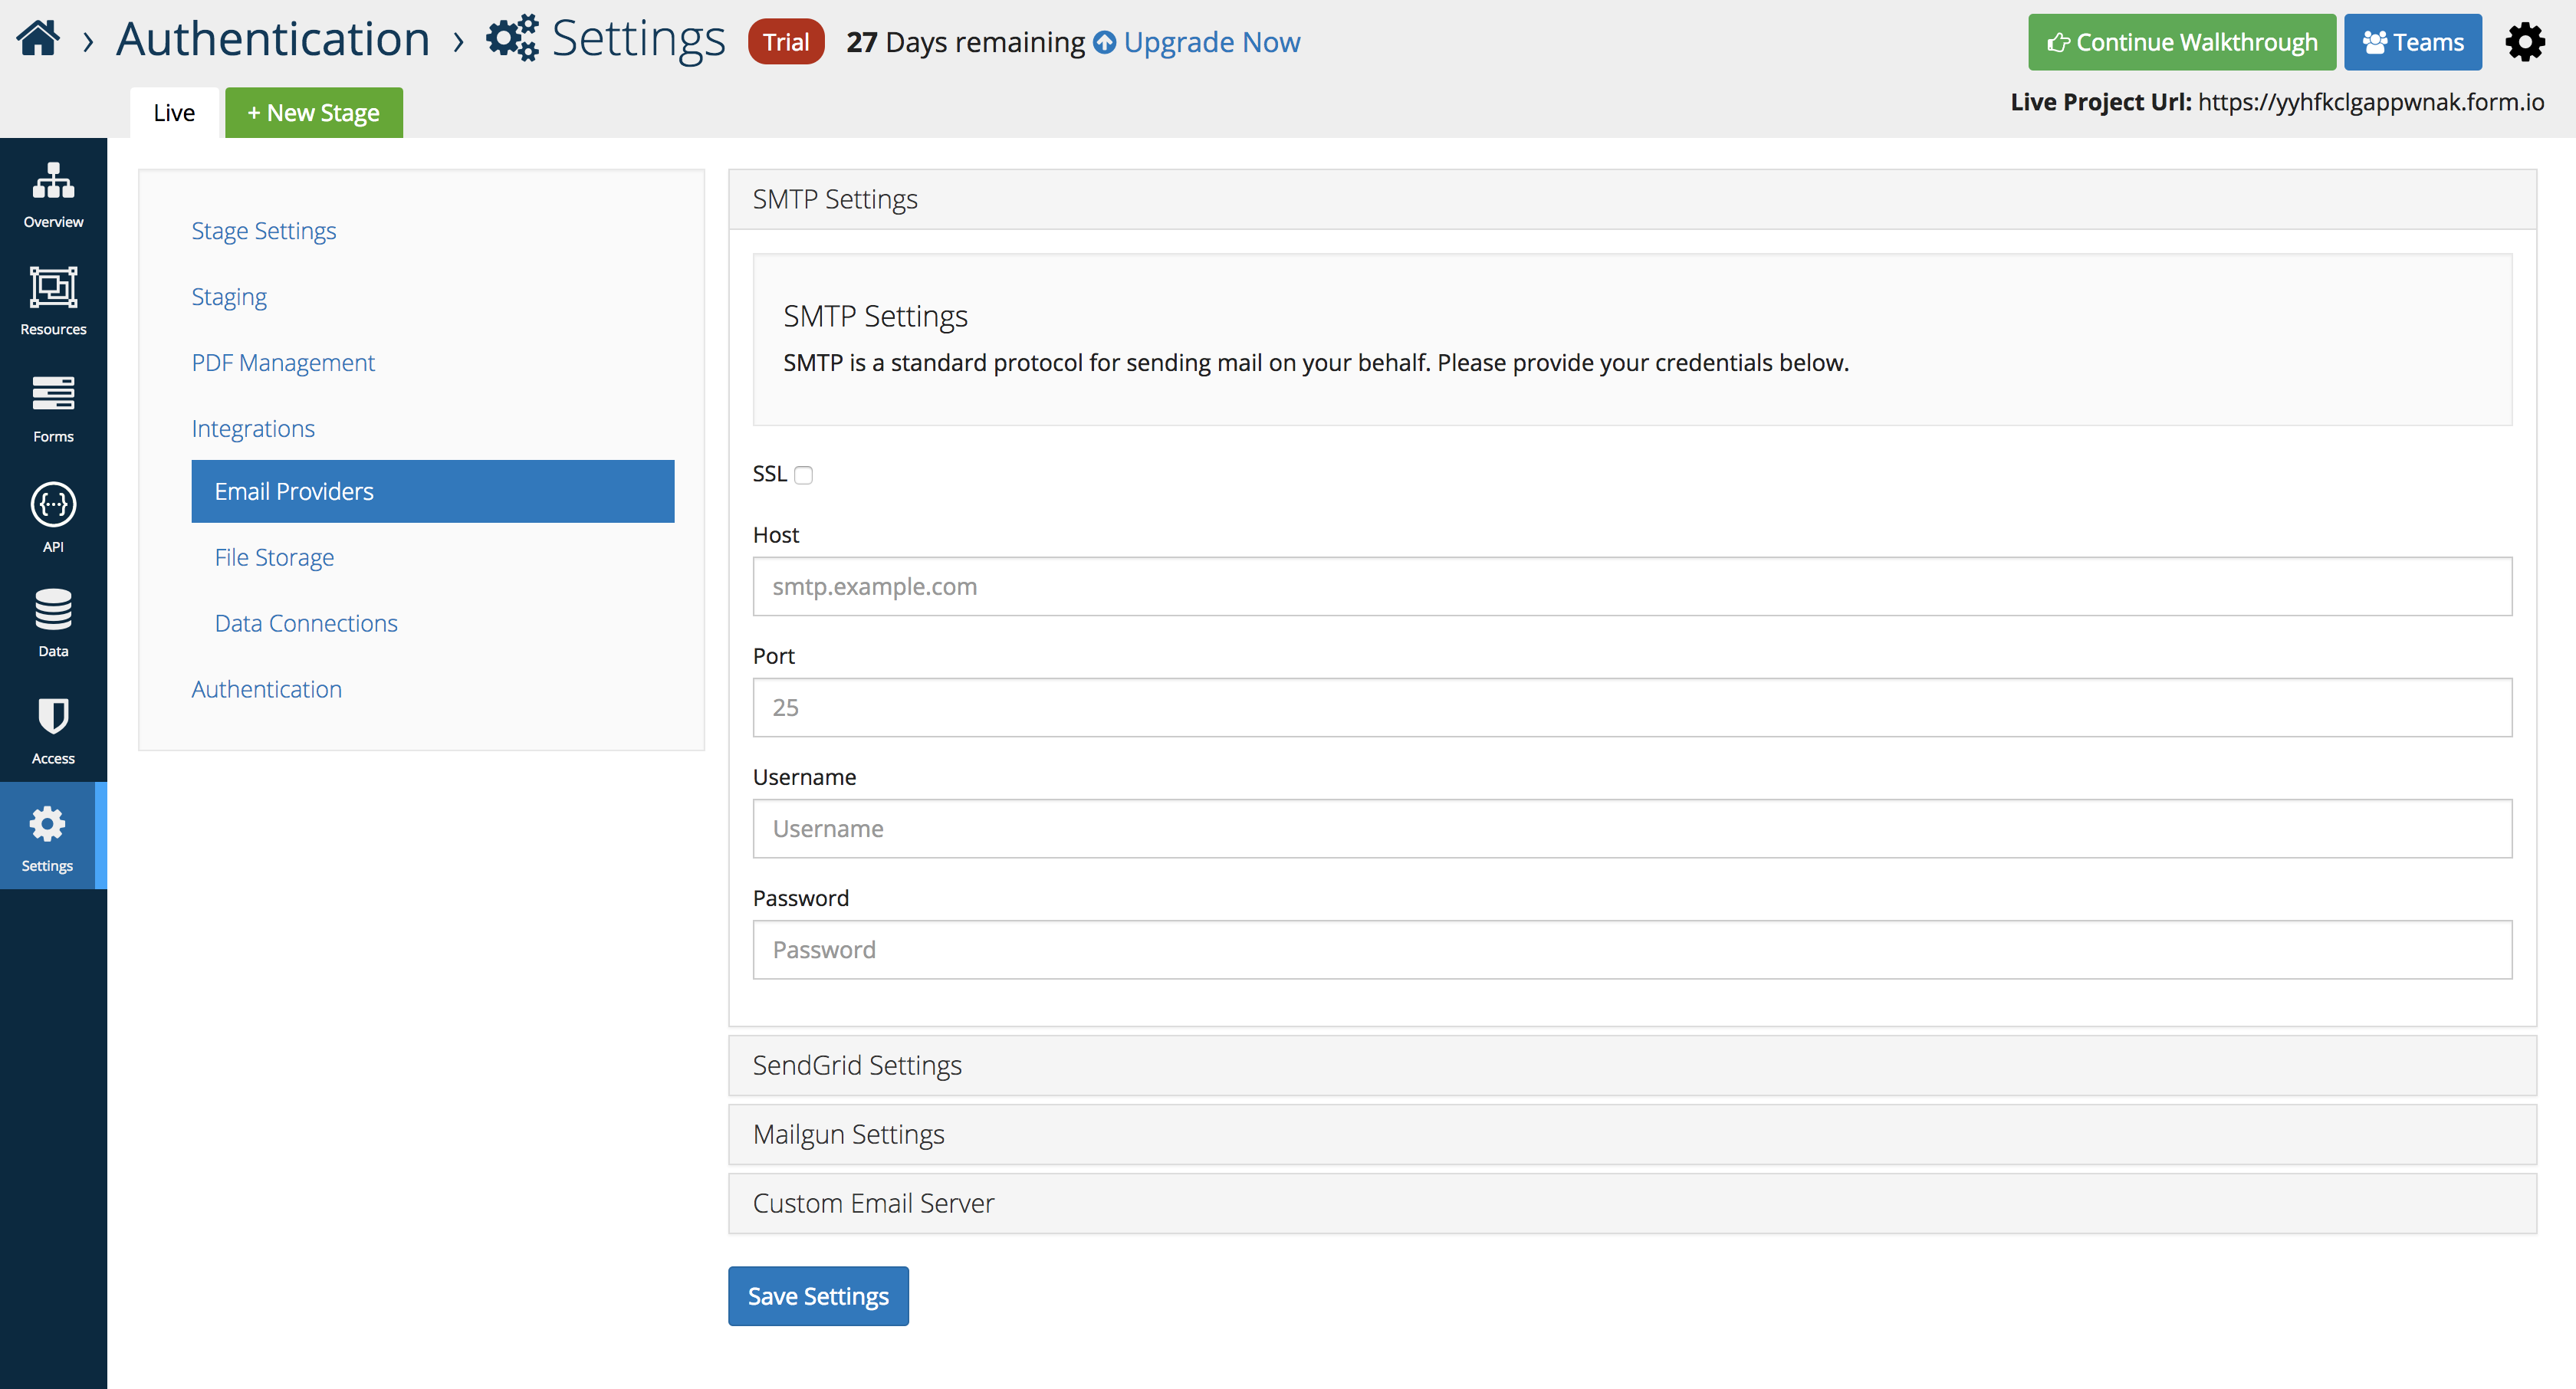 › Authentication › Settings Trial 27 Days remaining Upgrade Now
Continue Walkthrough
Teams
Live
+ New Stage
Live Project Url: https://yyhfkclgappwnak.form.io
Overview
Resources
Forms
API
Data
Access
Settings
Stage Settings
Staging
PDF Management
Integrations
Email Providers
File Storage
Data Connections
Authentication
SMTP Settings
SMTP Settings
SMTP is a standard protocol for sending mail on your behalf. Please provide your credentials below.
SSL
Host
smtp.example.com
Port
25
Username
Username
Password
Password
SendGrid Settings
Mailgun Settings
Custom Email Server
Save Settings